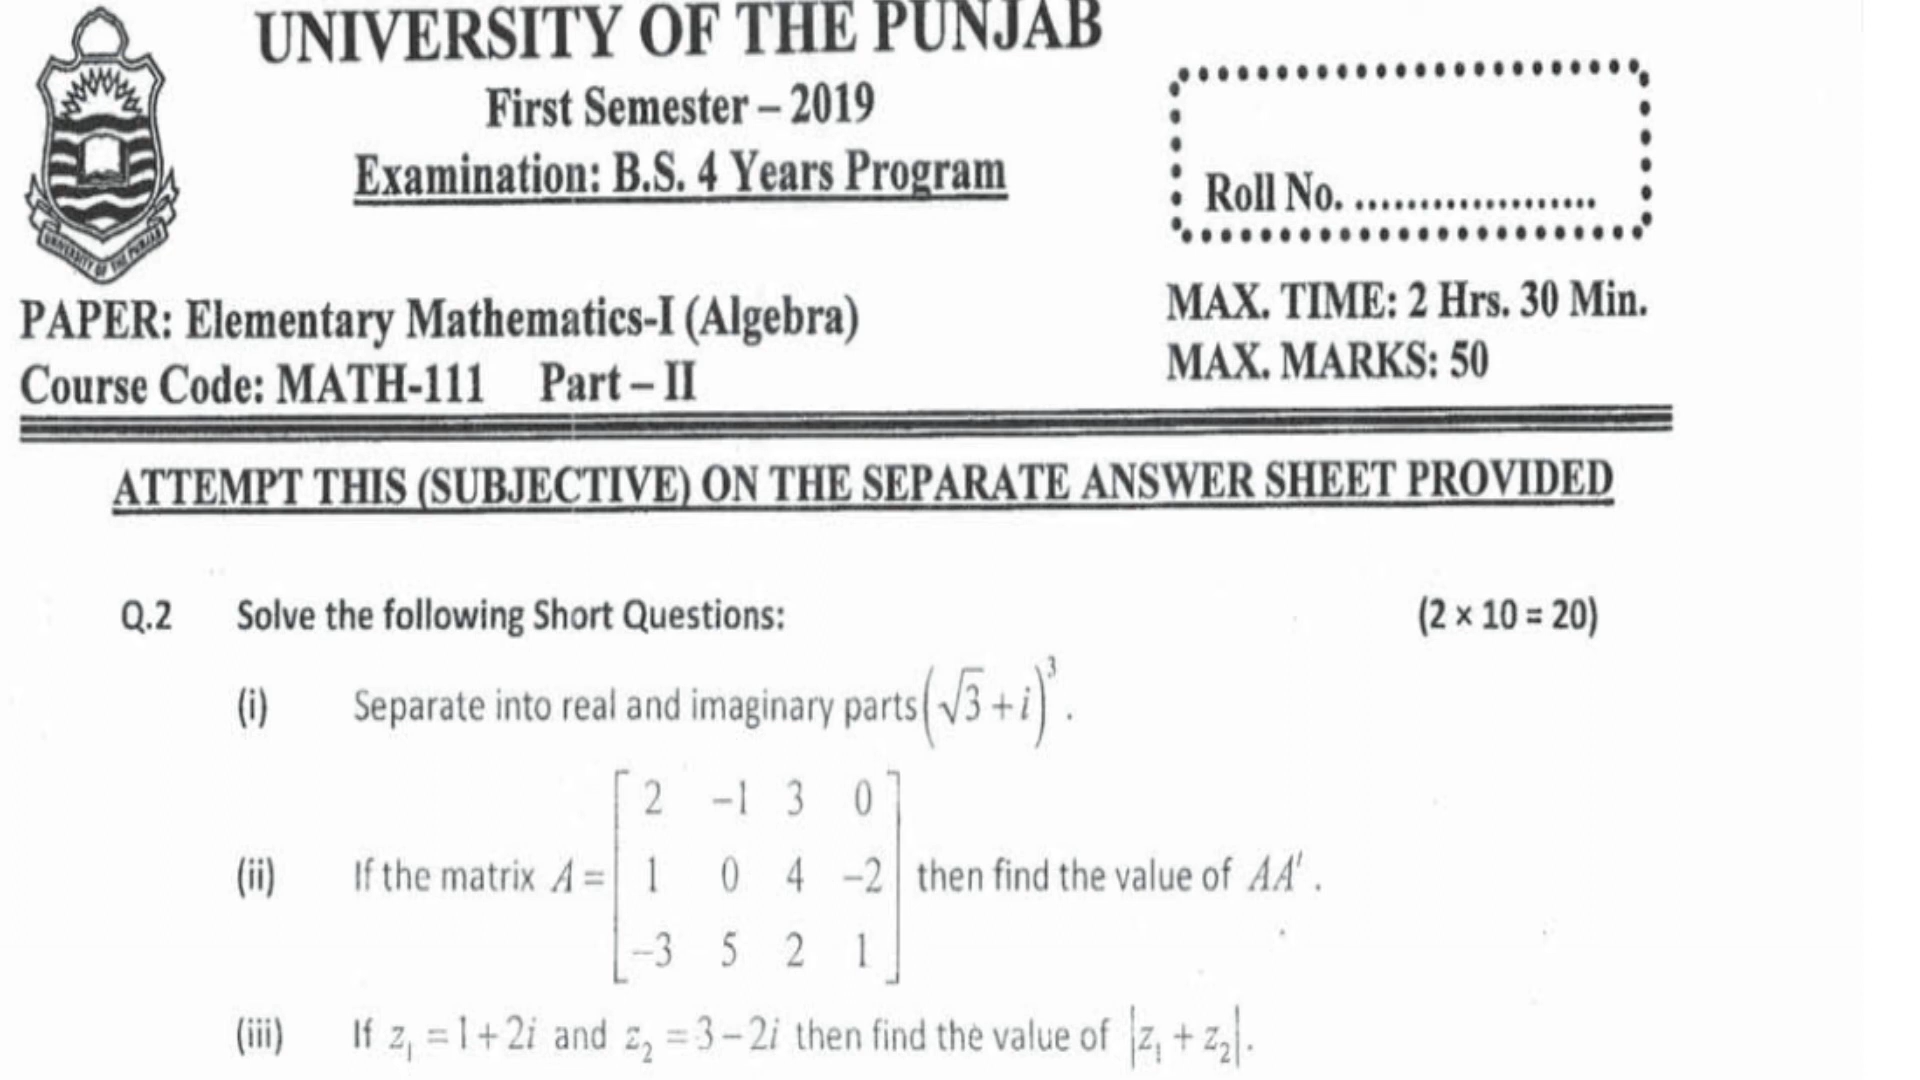 UNIVERSITY OF THE PUNJAB
First Semester – 2019
Examination: B.S. 4 Years Program
Roll No. ...................
UNIVERSITY OF THE PUNJAB
PAPER: Elementary Mathematics-I (Algebra)
MAX. TIME: 2 Hrs. 30 Min.
Course Code: MATH-111 Part – II
MAX. MARKS: 50
ATTEMPT THIS (SUBJECTIVE) ON THE SEPARATE ANSWER SHEET PROVIDED
Q.2 Solve the following Short Questions: (2 × 10 = 20)
(i) Separate into real and imaginary parts (√3 + i)³ .
2 −1 3 0
(ii) If the matrix A = 1 0 4 −2 then find the value of AA′ .
−3 5 2 1
(iii) If z₁ = 1 + 2i and z₂ = 3 − 2i then find the value of |z₁ + z₂|.